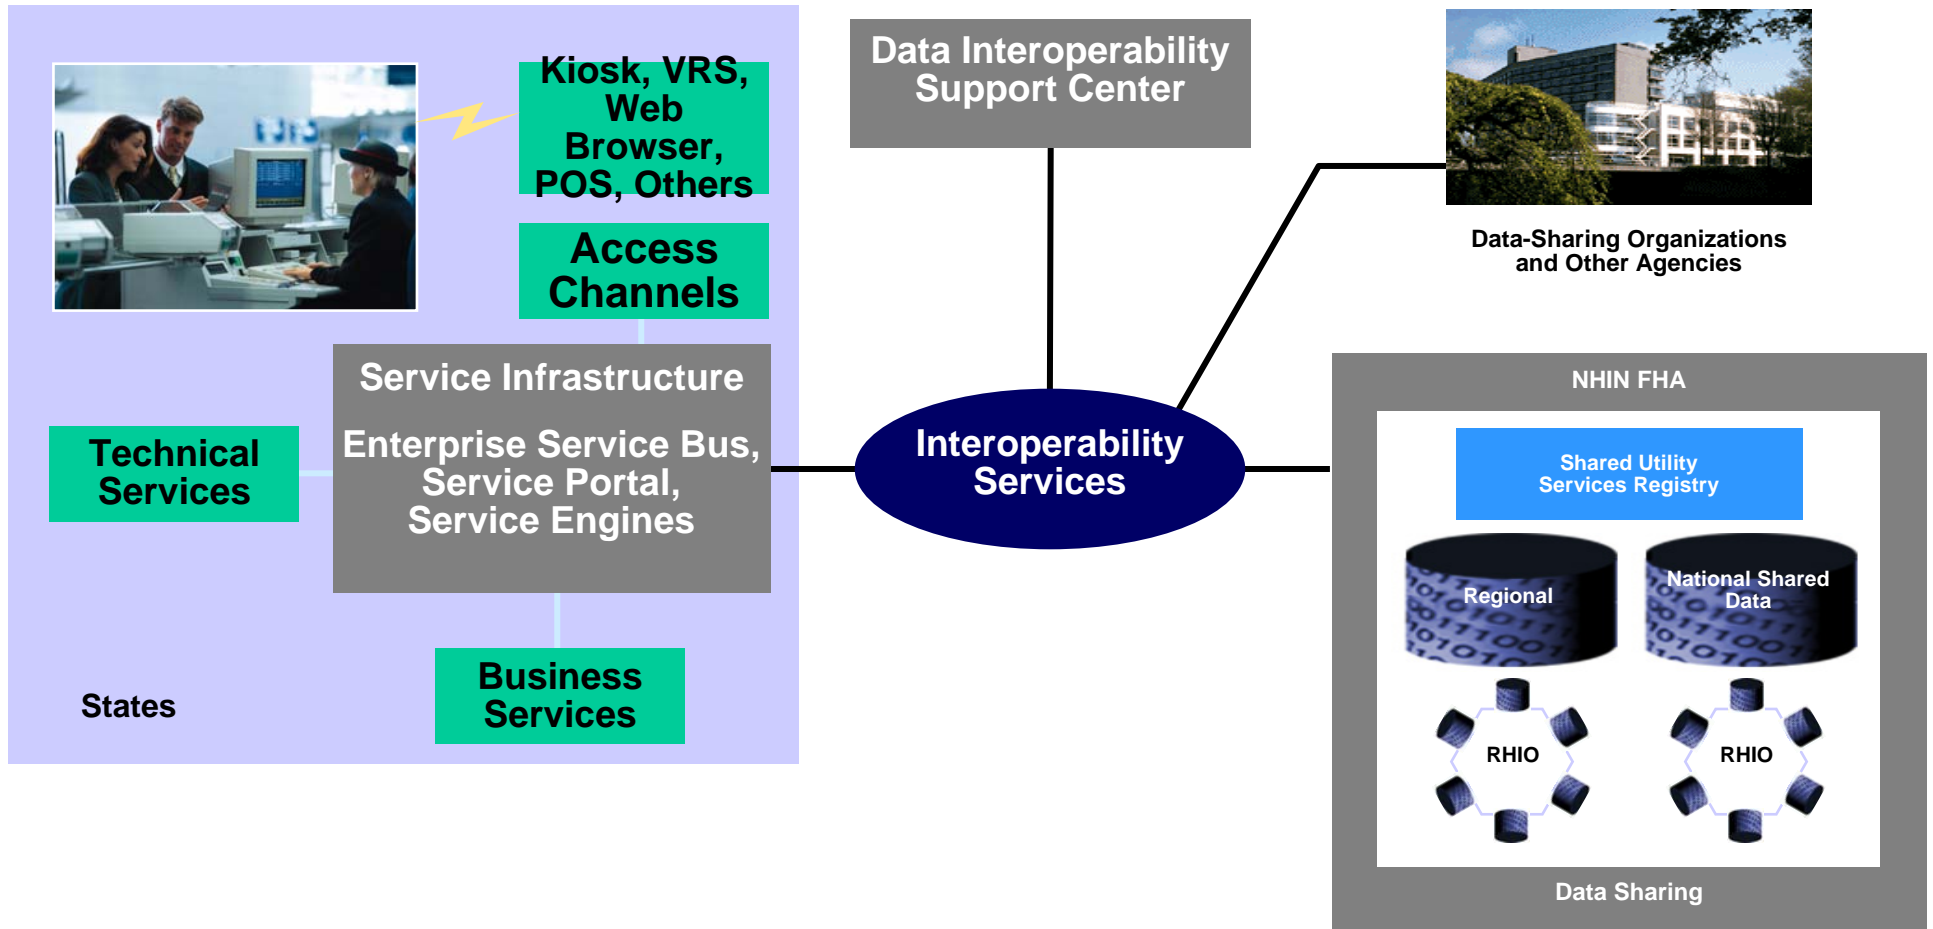 Kiosk, VRS,
Web
Browser,
POS, Others
Access
Channels
Service Infrastructure
Enterprise Service Bus,
Service Portal,
Service Engines
Technical
Services
Business
Services
States
Data Interoperability
Support Center
Interoperability
Services
Data-Sharing Organizations
and Other Agencies
NHIN FHA
Shared Utility
Services Registry
Regional
National Shared
Data
RHIO
RHIO
Data Sharing